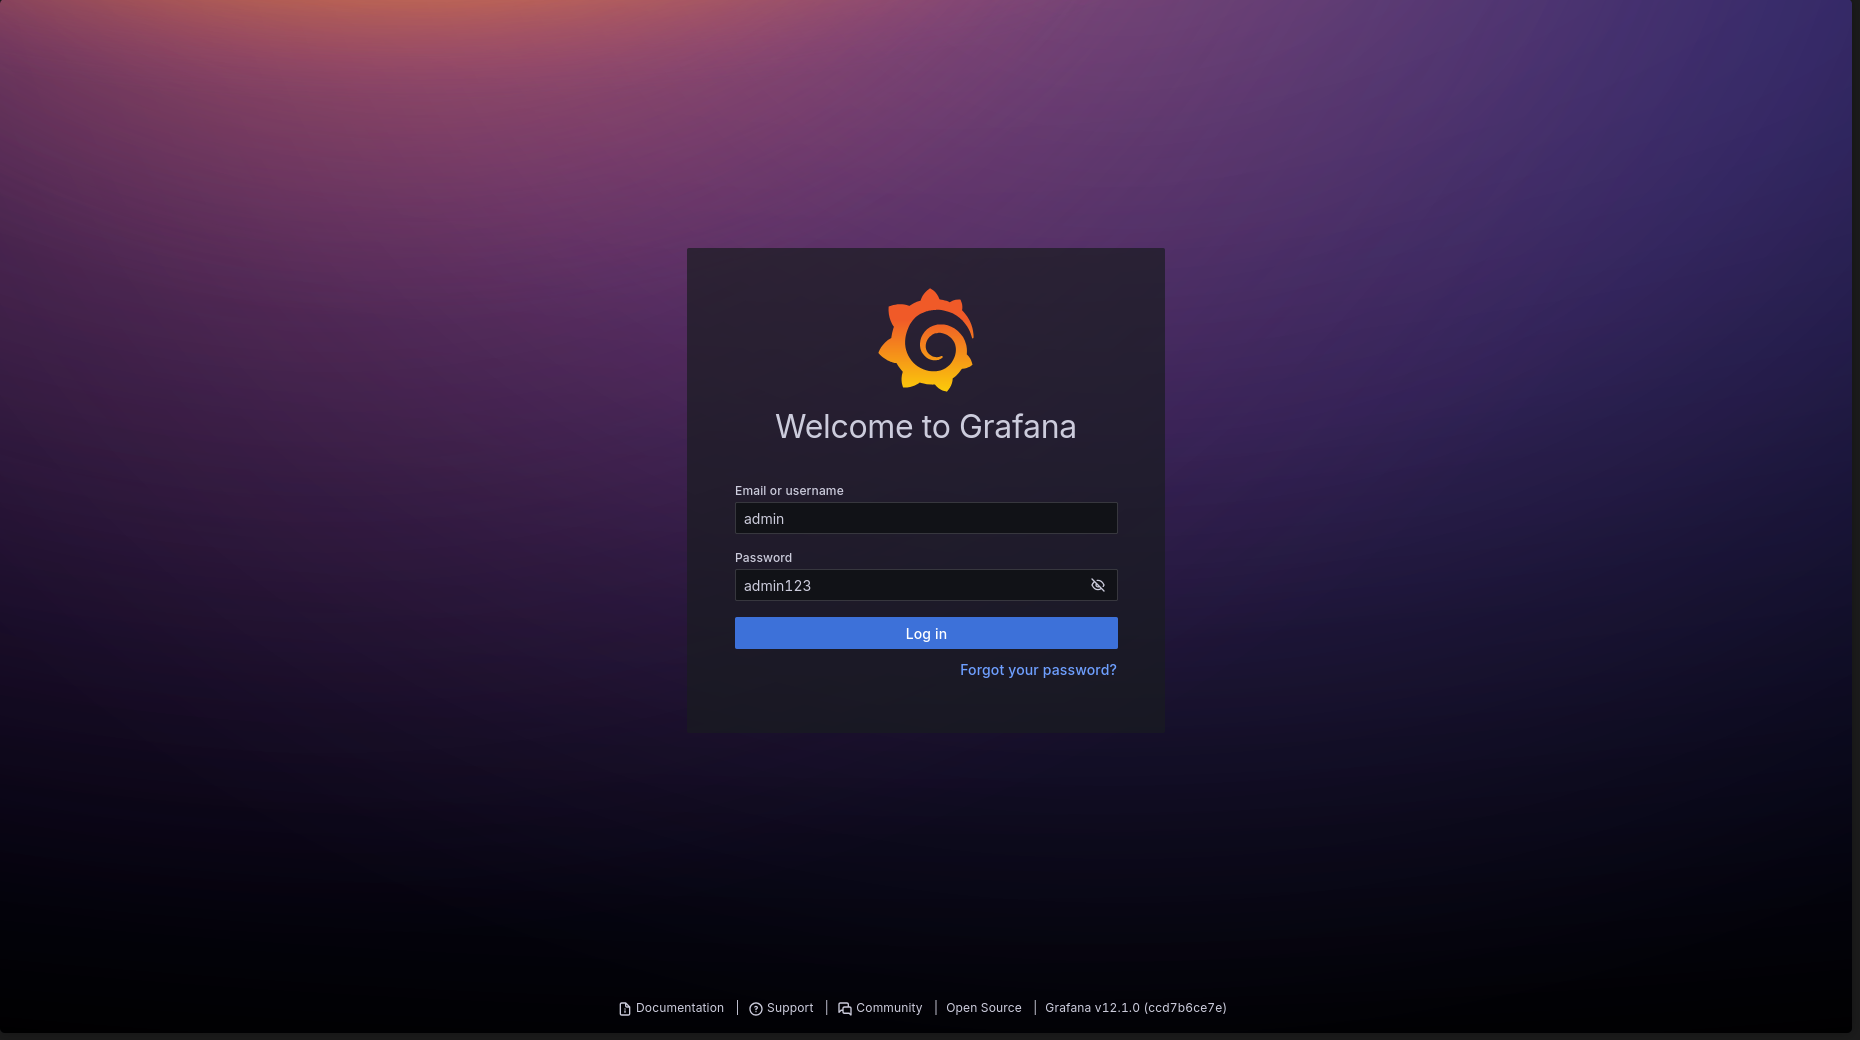 Welcome to Grafana
Email or username
admin
Password
admin123
Log in
Forgot your password?
Documentation | Support | Community | Open Source | Grafana v12.1.0 (ccd7b6ce7e)